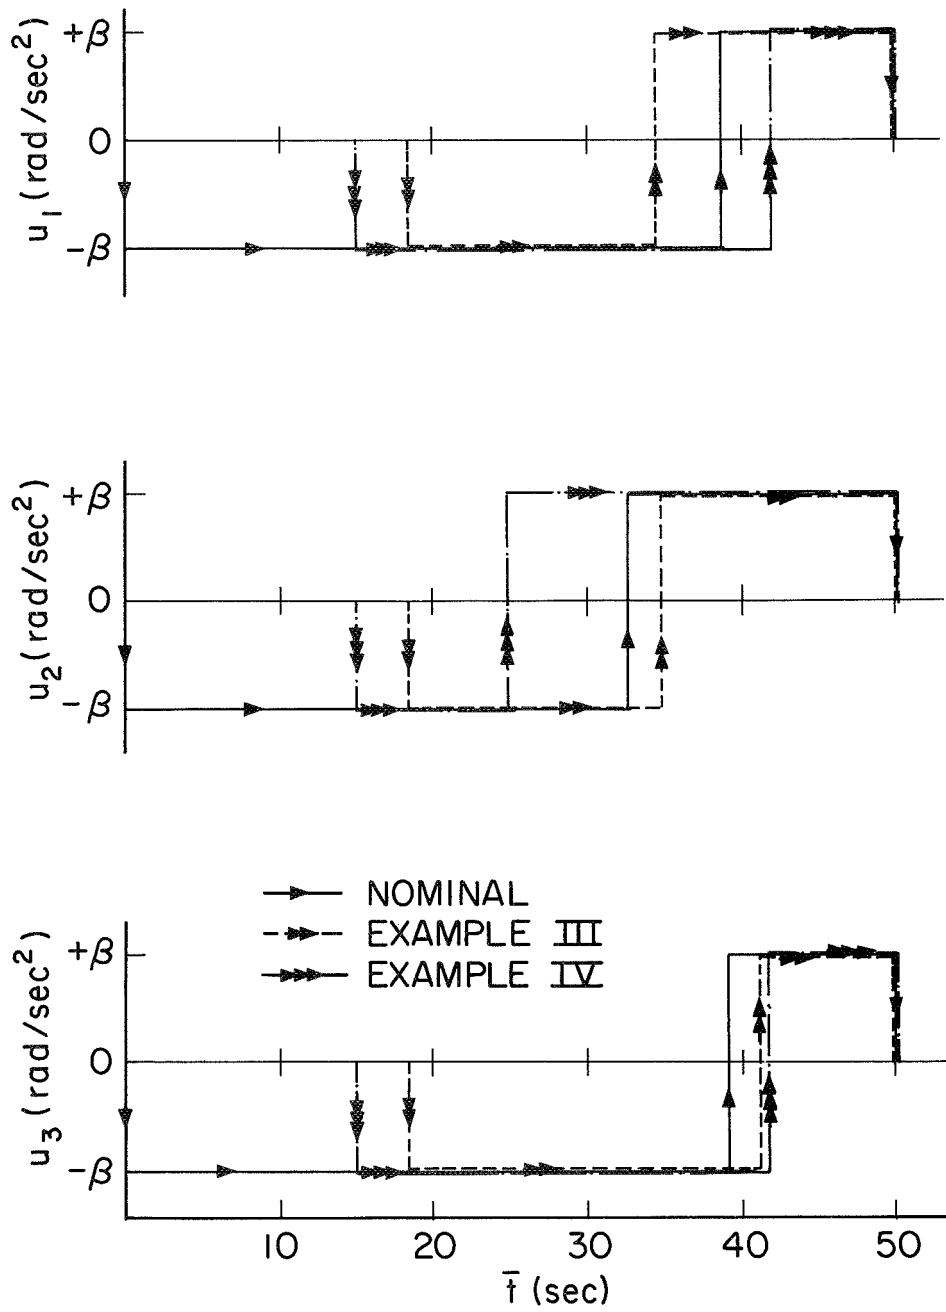 +β
0
-β
u₁ (rad/sec²)
+β
0
-β
u₂ (rad/sec²)
NOMINAL
EXAMPLE III
EXAMPLE IV
+β
0
-β
u₃ (rad/sec²)
10 20 30 40 50
t̄ (sec)